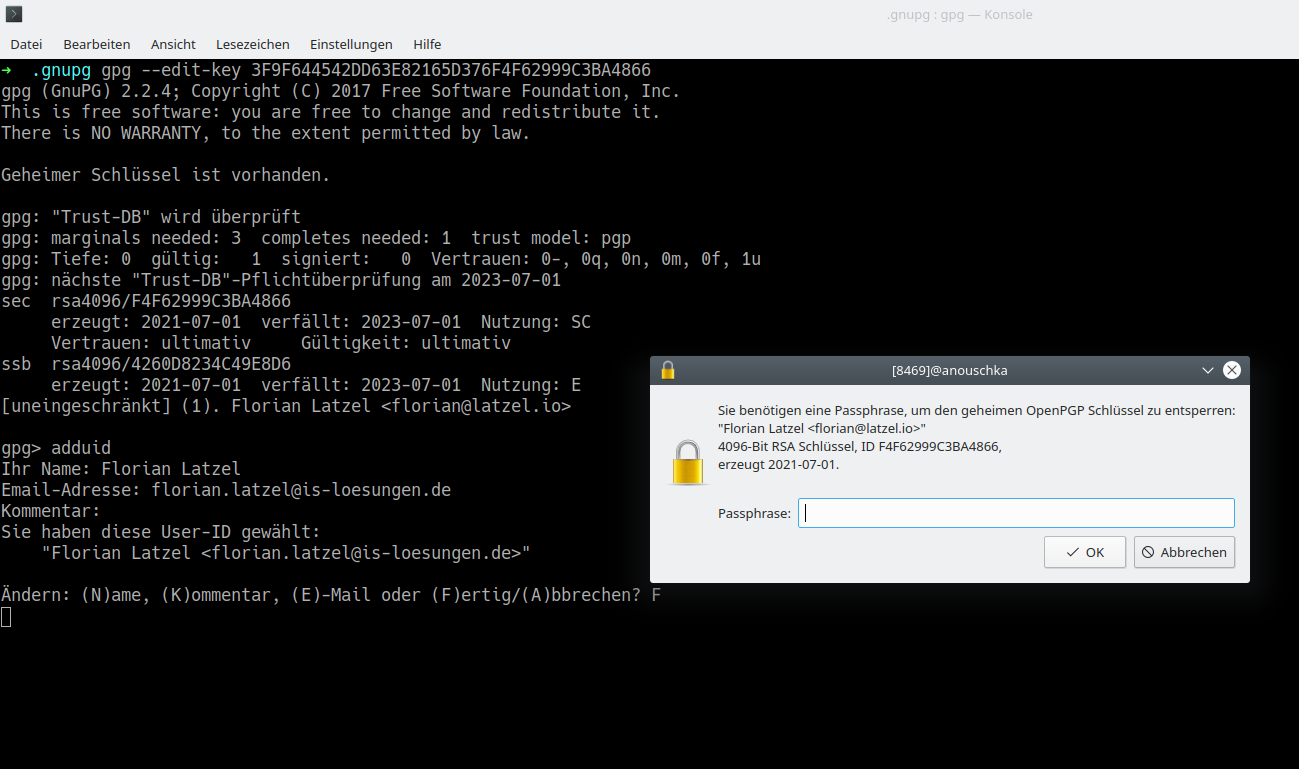 .gnupg : gpg — Konsole
Datei Bearbeiten Ansicht Lesezeichen Einstellungen Hilfe
➜ .gnupg gpg --edit-key 3F9F644542DD63E82165D376F4F62999C3BA4866
gpg (GnuPG) 2.2.4; Copyright (C) 2017 Free Software Foundation, Inc.
This is free software: you are free to change and redistribute it.
There is NO WARRANTY, to the extent permitted by law.
Geheimer Schlüssel ist vorhanden.
gpg: "Trust-DB" wird überprüft
gpg: marginals needed: 3  completes needed: 1  trust model: pgp
gpg: Tiefe: 0  gültig:   1  signiert:   0  Vertrauen: 0-, 0q, 0n, 0m, 0f, 1u
gpg: nächste "Trust-DB"-Pflichtüberprüfung am 2023-07-01
sec  rsa4096/F4F62999C3BA4866
     erzeugt: 2021-07-01  verfällt: 2023-07-01  Nutzung: SC
     Vertrauen: ultimativ     Gültigkeit: ultimativ
ssb  rsa4096/4260D8234C49E8D6
     erzeugt: 2021-07-01  verfällt: 2023-07-01  Nutzung: E
[uneingeschränkt] (1). Florian Latzel <florian@latzel.io>
gpg> adduid
Ihr Name: Florian Latzel
Email-Adresse: florian.latzel@is-loesungen.de
Kommentar:
Sie haben diese User-ID gewählt:
    "Florian Latzel <florian.latzel@is-loesungen.de>"
Ändern: (N)ame, (K)ommentar, (E)-Mail oder (F)ertig/(A)bbrechen? F
[8469]@anouschka
Sie benötigen eine Passphrase, um den geheimen OpenPGP Schlüssel zu entsperren:
"Florian Latzel <florian@latzel.io>"
4096-Bit RSA Schlüssel, ID F4F62999C3BA4866,
erzeugt 2021-07-01.
Passphrase:
OK Abbrechen